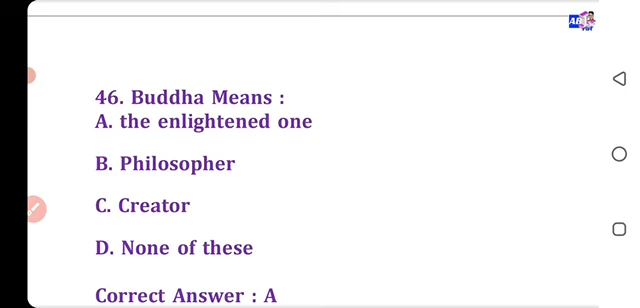 46. Buddha Means :
A. the enlightened one
B. Philosopher
C. Creator
D. None of these
Correct Answer : A